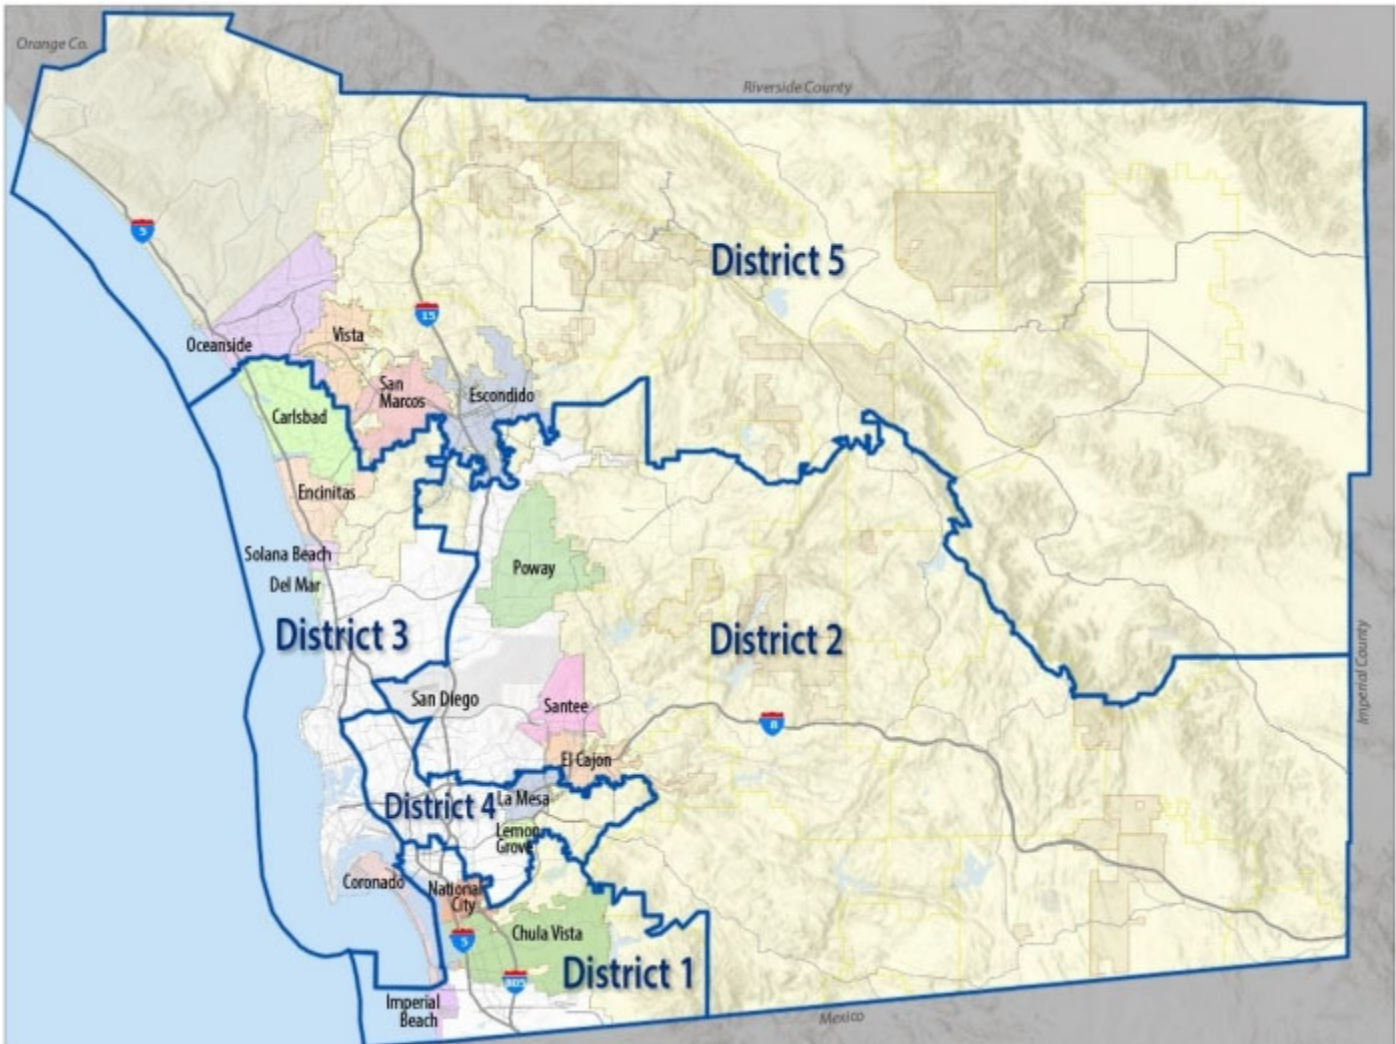 Orange Co.
Riverside County
5
District 5
15
Oceanside
Vista
San
Marcos
Escondido
Carlsbad
Encinitas
Solana Beach
Del Mar
Poway
District 3
District 2
Imperial County
San Diego
Santee
8
El Cajon
District 4
La Mesa
Lemon
Grove
Coronado
National
City
Chula Vista
5
District 1
805
Imperial
Beach
Mexico